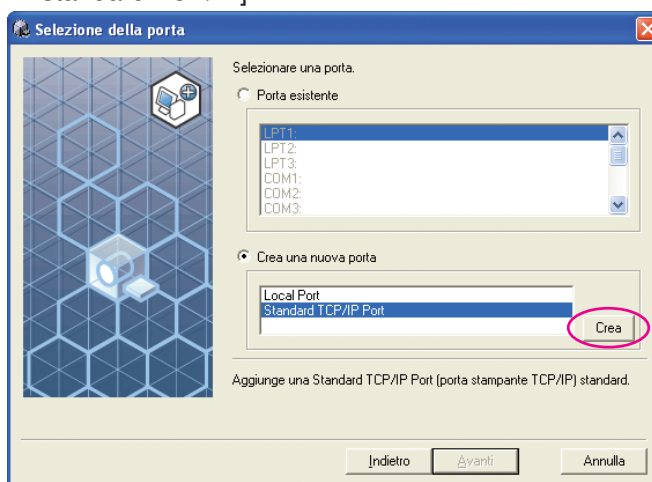 Selezione della porta
Selezionare una porta.
Porta esistente
LPT1:
LPT2:
LPT3:
COM1:
COM2:
COM3:
Crea una nuova porta
Local Port
Standard TCP/IP Port
Crea
Aggiunge una Standard TCP/IP Port (porta stampante TCP/IP) standard.
Indietro Avanti Annulla